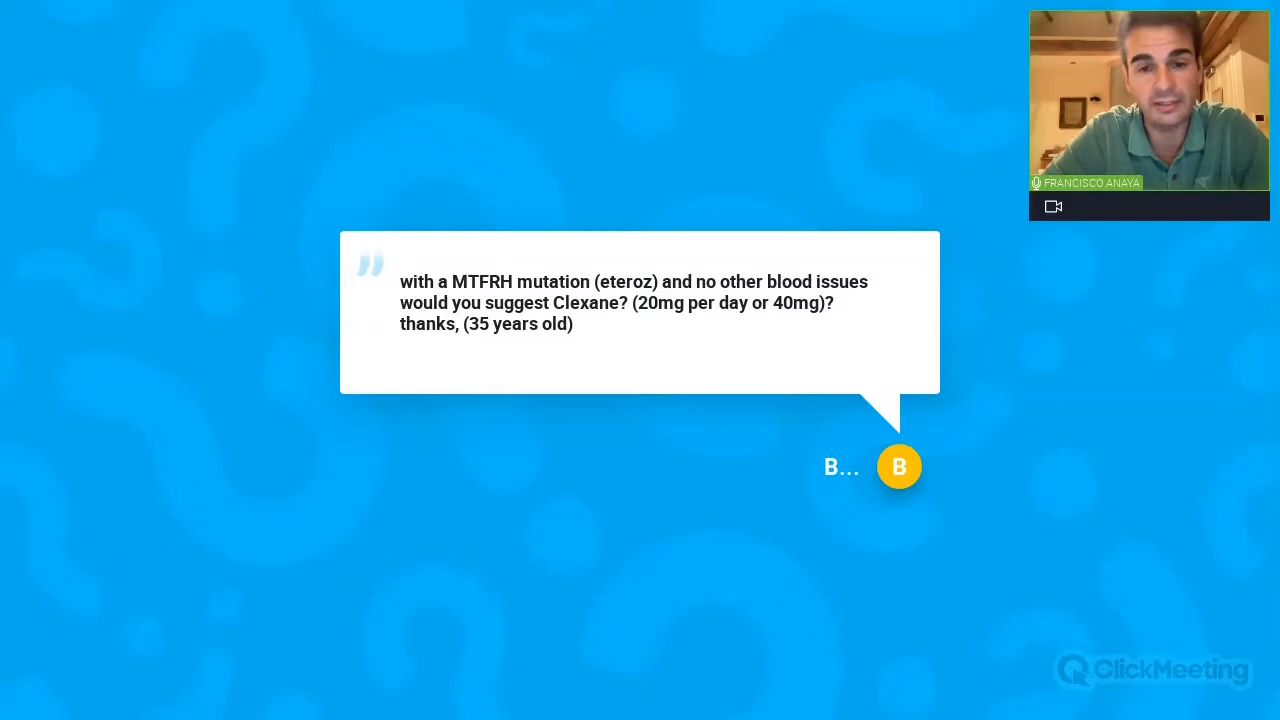 FRANCISCO ANAYA
with a MTFRH mutation (eteroz) and no other blood issues
would you suggest Clexane? (20mg per day or 40mg)?
thanks, (35 years old)
B... B
ClickMeeting